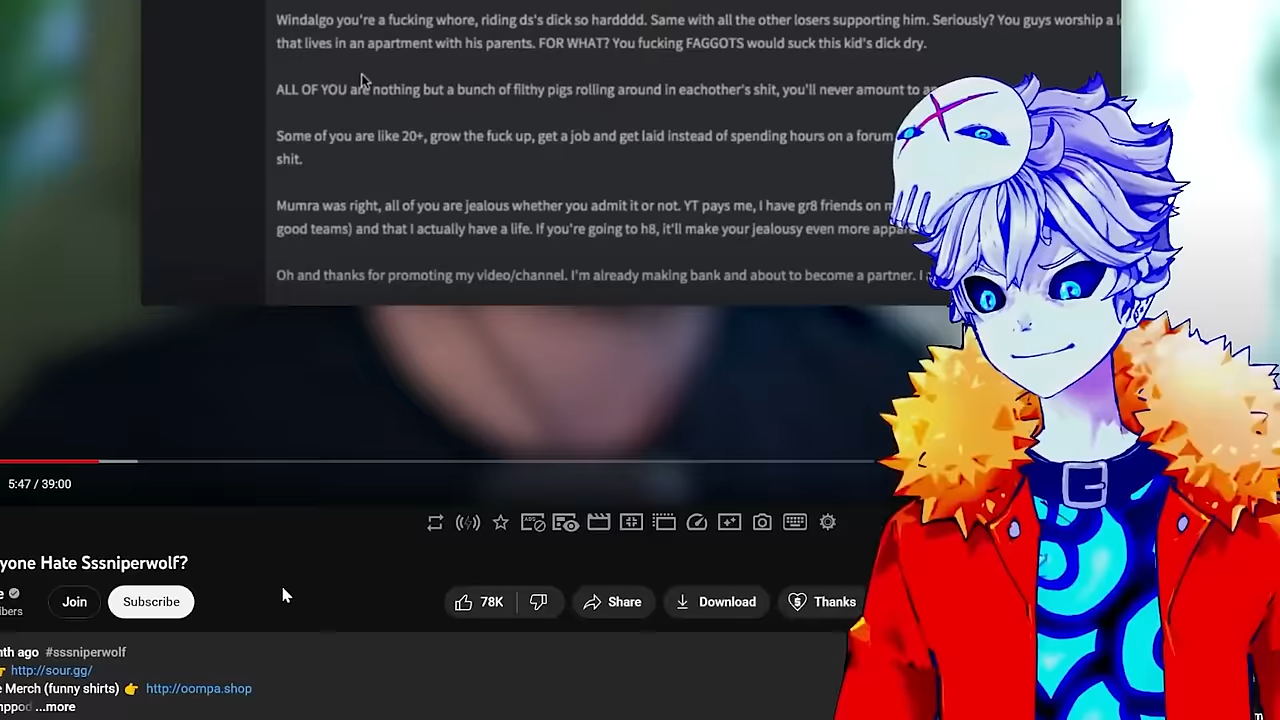 Windalgo you're a fucking whore, riding ds's dick so hardddd. Same with all the other losers supporting him. Seriously? You guys worship a
that lives in an apartment with his parents. FOR WHAT? You fucking FAGGOTS would suck this kid's dick dry.
ALL OF YOU are nothing but a bunch of filthy pigs rolling around in eachother's shit, you'll never amount to
Some of you are like 20+, grow the fuck up, get a job and get laid instead of spending hours on a forum
shit.
Mumra was right, all of you are jealous whether you admit it or not. YT pays me, I have gr8 friends on
good teams) and that I actually have a life. If you're going to h8, it'll make your jealousy even more
Oh and thanks for promoting my video/channel. I'm already making bank and about to become a partner. I
5:47 / 39:00
yone Hate Sssniperwolf?
Join
Subscribe
78K
Share
Download
Thanks
ago #sssniperwolf
http://sour.gg/
Merch (funny shirts) 👉 http://oompa.shop
...more